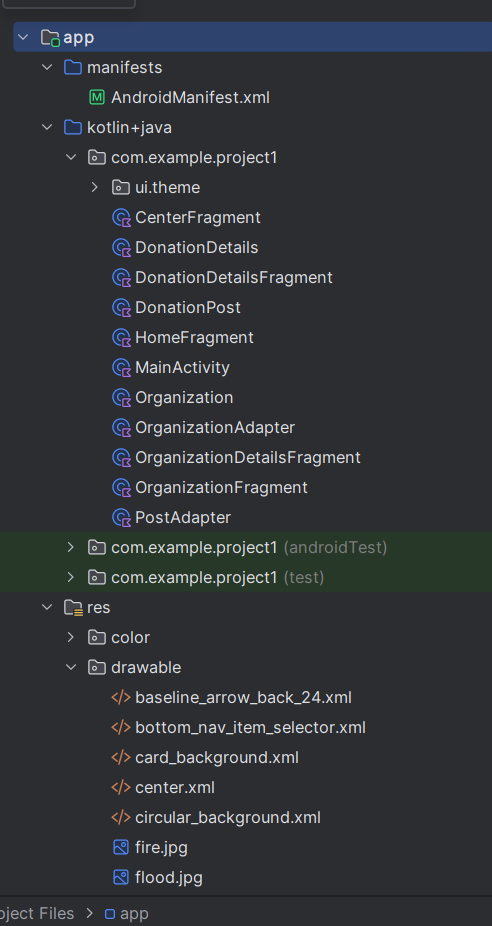 app
manifests
M AndroidManifest.xml
kotlin+java
com.example.project1
ui.theme
CenterFragment
DonationDetails
DonationDetailsFragment
DonationPost
HomeFragment
MainActivity
Organization
OrganizationAdapter
OrganizationDetailsFragment
OrganizationFragment
PostAdapter
com.example.project1 (androidTest)
com.example.project1 (test)
res
color
drawable
baseline_arrow_back_24.xml
bottom_nav_item_selector.xml
card_background.xml
center.xml
circular_background.xml
fire.jpg
flood.jpg
oject Files > app